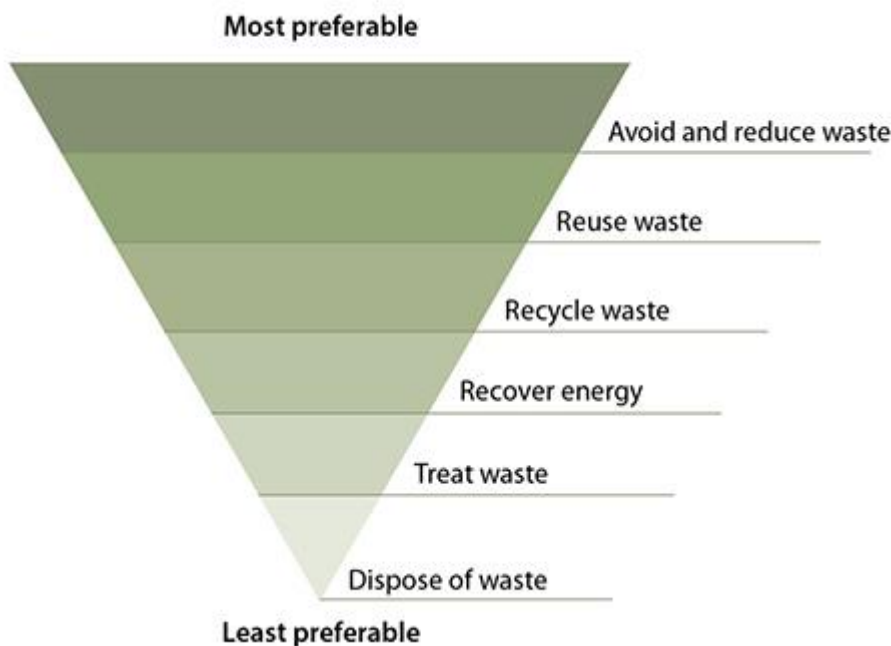 Most preferable
Avoid and reduce waste
Reuse waste
Recycle waste
Recover energy
Treat waste
Dispose of waste
Least preferable